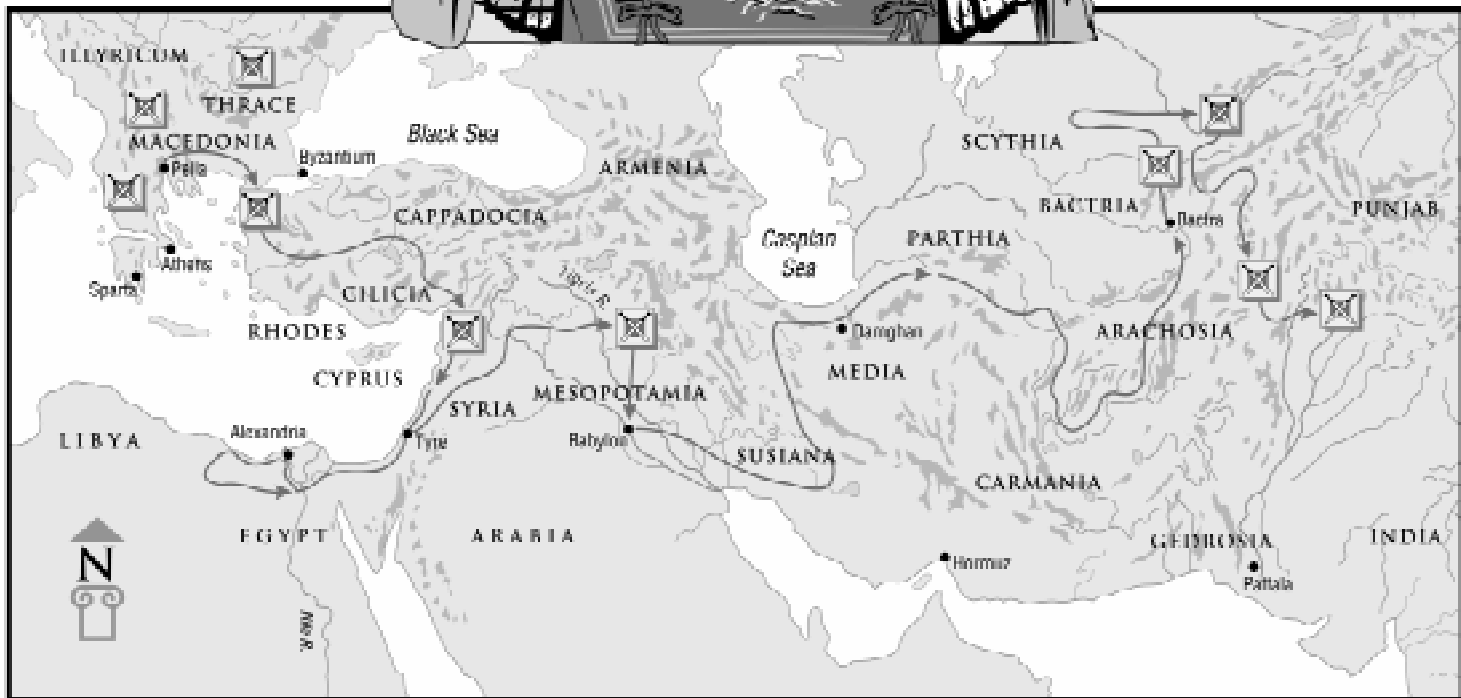 ILLYRICUM
THRACE
MACEDONIA
Pella
Byzantium
Black Sea
ARMENIA
SCYTHIA
CAPPADOCIA
Caspian
Sea
PARTHIA
BACTRIA
Bactra
PUNJAB
Athens
Sparta
CILICIA
Tigris R.
RHODES
Damghan
ARACHOSIA
CYPRUS
MEDIA
MESOPOTAMIA
SYRIA
LIBYA
Alexandria
Tyre
Babylon
SUSIANA
CARMANIA
EGYPT
ARABIA
GEDROSIA
INDIA
N
Hormuz
Pattala
Nile R.